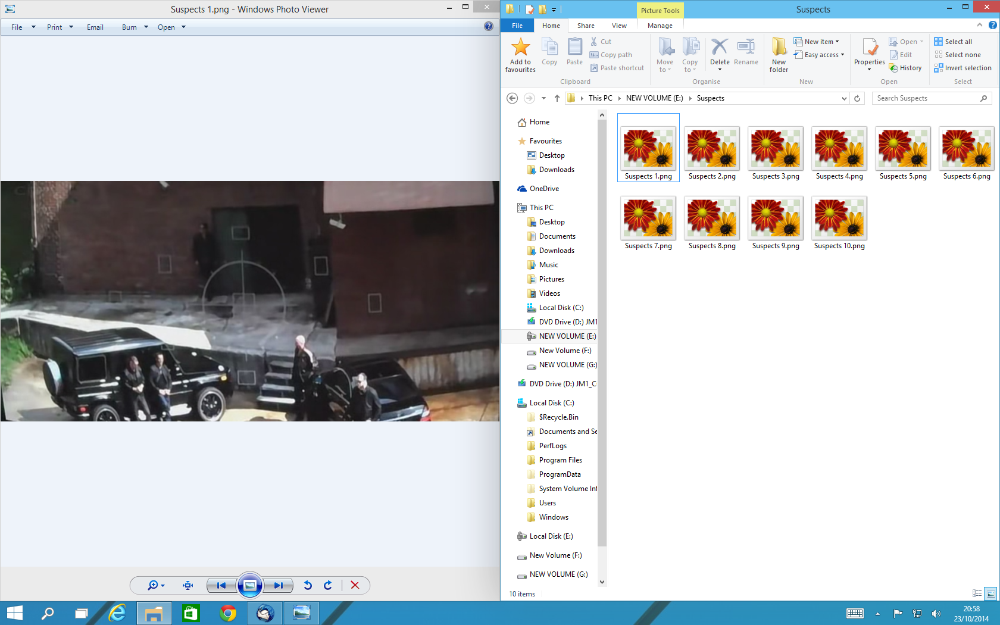 Suspects 1.png - Windows Photo Viewer
File Print Email Burn Open
Suspects
Picture Tools
File Home Share View Manage
Add to favourites
Copy
Paste
Cut
Copy path
Paste shortcut
Clipboard
Move to
Copy to
Delete
Rename
Organise
New folder
New item
Easy access
New
Properties
Open
Edit
History
Open
Select all
Select none
Invert selection
Select
This PC NEW VOLUME (E:) Suspects
Search Suspects
Home
Favourites
Desktop
Downloads
OneDrive
This PC
Desktop
Documents
Downloads
Music
Pictures
Videos
Local Disk (C:)
DVD Drive (D:) JM1
NEW VOLUME (E:)
New Volume (F:)
NEW VOLUME (G:)
DVD Drive (D:) JM1_C
Local Disk (C:)
$Recycle.Bin
Documents and Se
PerfLogs
Program Files
ProgramData
System Volume Inf
Users
Windows
Local Disk (E:)
New Volume (F:)
NEW VOLUME (G:)
Suspects 1.png Suspects 2.png Suspects 3.png Suspects 4.png Suspects 5.png Suspects 6.png
Suspects 7.png Suspects 8.png Suspects 9.png Suspects 10.png
10 items
20:58
23/10/2014